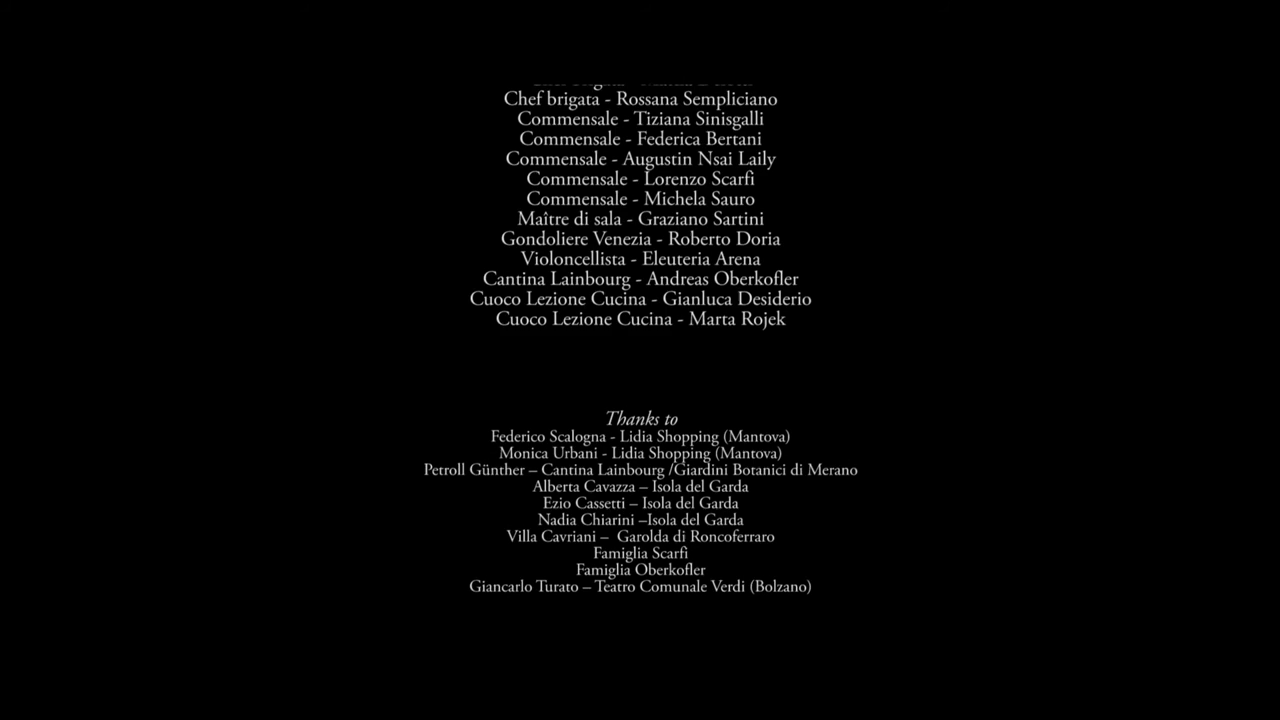 Chef brigata - Rossana Sempliciano
Commensale - Tiziana Sinisgalli
Commensale - Federica Bertani
Commensale - Augustin Nsai Laily
Commensale - Lorenzo Scarfì
Commensale - Michela Sauro
Maître di sala - Graziano Sartini
Gondoliere Venezia - Roberto Doria
Violoncellista - Eleuteria Arena
Cantina Lainbourg - Andreas Oberkofler
Cuoco Lezione Cucina - Gianluca Desiderio
Cuoco Lezione Cucina - Marta Rojek
Thanks to
Federico Scalogna - Lidia Shopping (Mantova)
Monica Urbani - Lidia Shopping (Mantova)
Petroll Günther – Cantina Lainbourg /Giardini Botanici di Merano
Alberta Cavazza – Isola del Garda
Ezio Cassetti – Isola del Garda
Nadia Chiarini –Isola del Garda
Villa Cavriani –  Garolda di Roncoferraro
Famiglia Scarfì
Famiglia Oberkofler
Giancarlo Turato – Teatro Comunale Verdi (Bolzano)